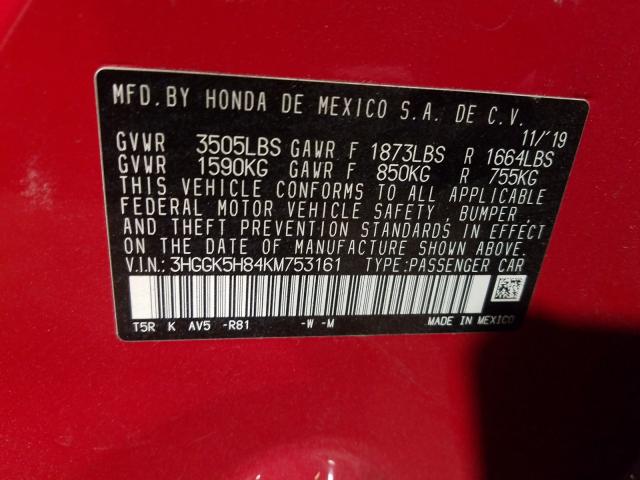 MFD. BY HONDA DE MEXICO S.A. DE C.V.
11/19
GVWR 3505LBS GAWR F 1873LBS R 1664LBS
GVWR 1590KG GAWR F 850KG R 755KG
THIS VEHICLE CONFORMS TO ALL APPLICABLE
FEDERAL MOTOR VEHICLE SAFETY, BUMPER,
AND THEFT PREVENTION STANDARDS IN EFFECT
ON THE DATE OF MANUFACTURE SHOWN ABOVE.
V.I.N.: 3HGGK5H84KM753161 TYPE: PASSENGER CAR
T5R K AV5 -R81 -W -M
MADE IN MEXICO